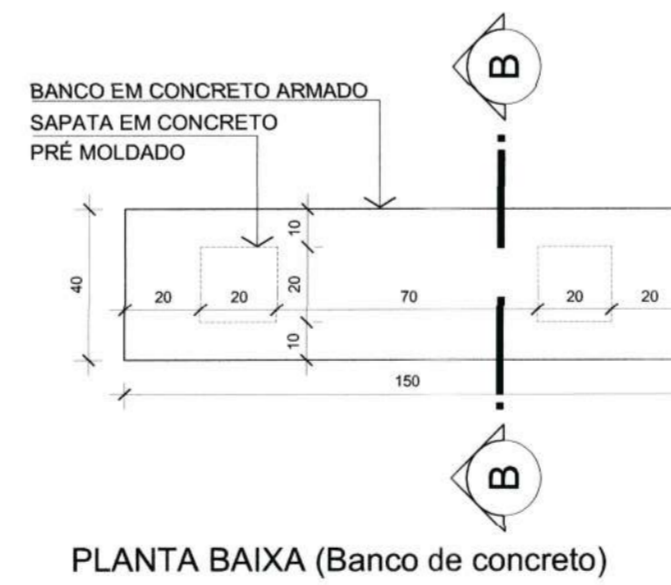 B
BANCO EM CONCRETO ARMADO
SAPATA EM CONCRETO
PRÉ MOLDADO
10
40
20
20
20
70
20
20
10
150
B
PLANTA BAIXA (Banco de concreto)